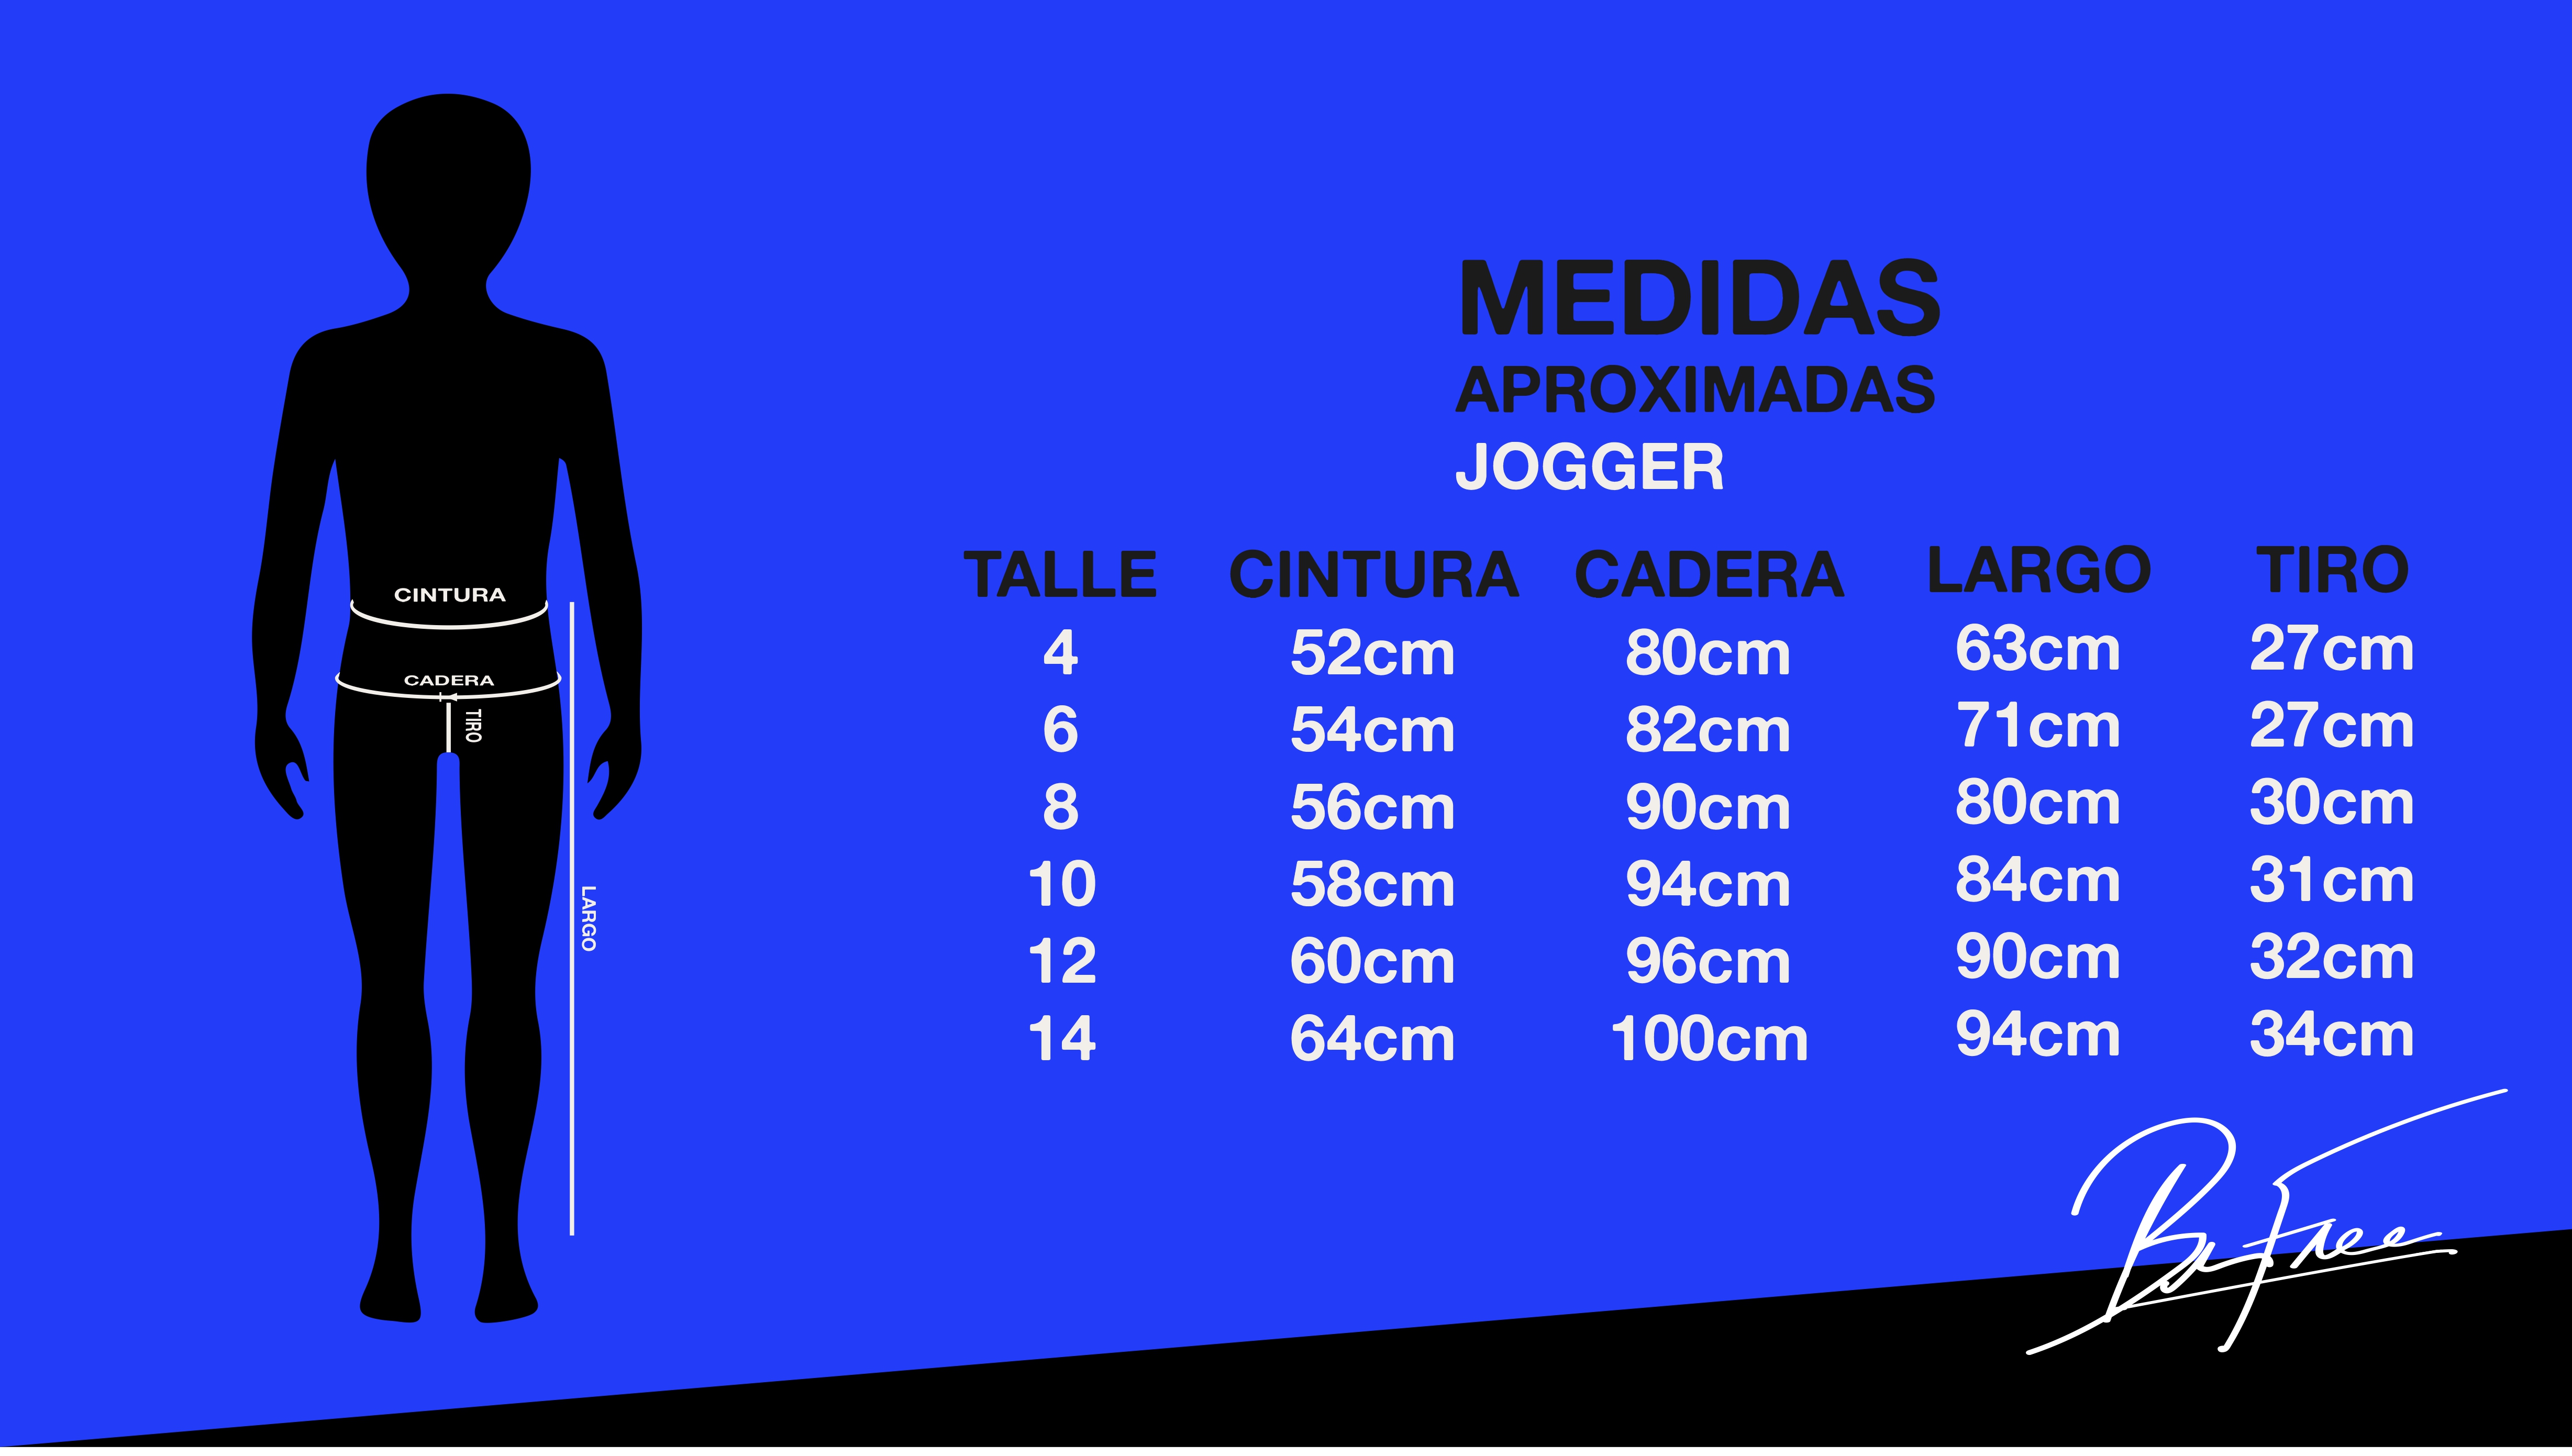 MEDIDAS
APROXIMADAS
JOGGER
TALLE CINTURA CADERA LARGO TIRO
4 52cm 80cm 63cm 27cm
6 54cm 82cm 71cm 27cm
8 56cm 90cm 80cm 30cm
10 58cm 94cm 84cm 31cm
12 60cm 96cm 90cm 32cm
14 64cm 100cm 94cm 34cm
CINTURA
CADERA
TIRO
LARGO
Be Free